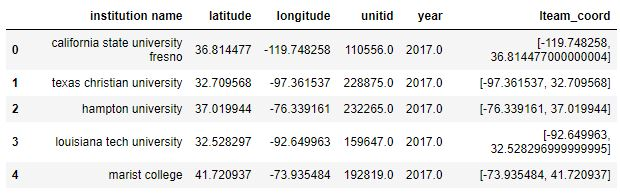 institution name latitude longitude unitid year lteam_coord
0 california state university fresno 36.814477 -119.748258 110556.0 2017.0 [-119.748258, 36.814477000000004]
1 texas christian university 32.709568 -97.361537 228875.0 2017.0 [-97.361537, 32.709568]
2 hampton university 37.019944 -76.339161 232265.0 2017.0 [-76.339161, 37.019944]
3 louisiana tech university 32.528297 -92.649963 159647.0 2017.0 [-92.649963, 32.528296999999995]
4 marist college 41.720937 -73.935484 192819.0 2017.0 [-73.935484, 41.720937]